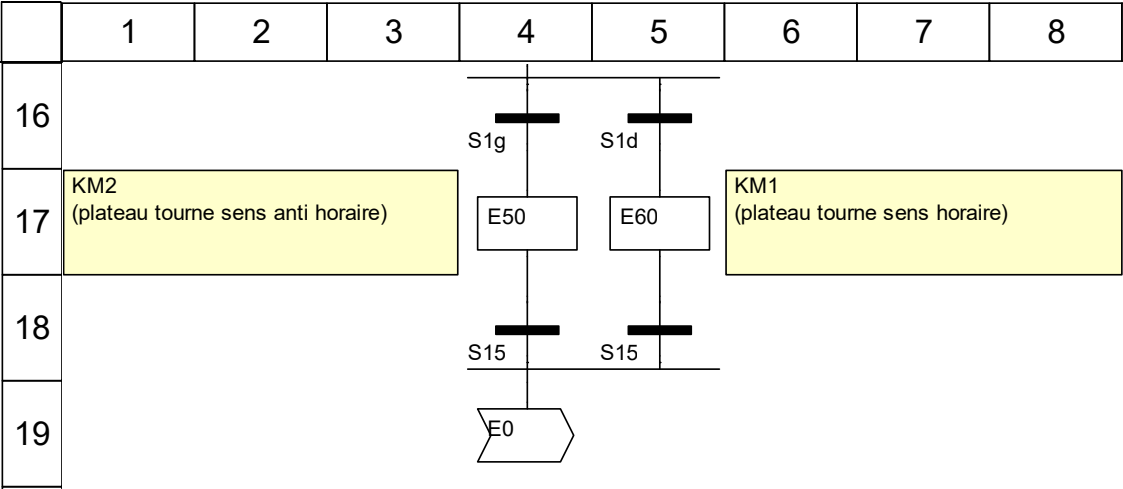 1 2 3 4 5 6 7 8
16
S1g S1d
KM2
(plateau tourne sens anti horaire)
17
E50 E60
KM1
(plateau tourne sens horaire)
18
S15 S15
19
E0